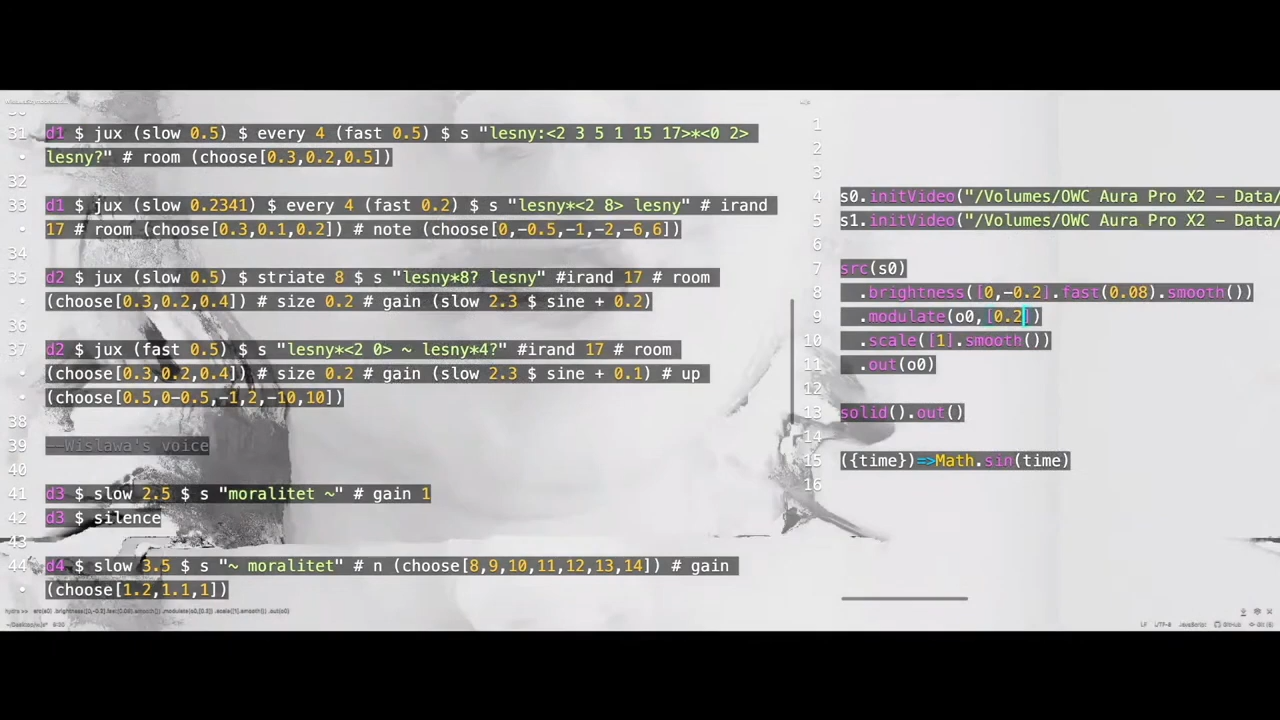 31 d1 $ jux (slow 0.5) $ every 4 (fast 0.5) $ s "lesny:<2 3 5 1 15 17>*<0 2>
• lesny?" # room (choose[0.3,0.2,0.5])
32
33 d1 $ jux (slow 0.2341) $ every 4 (fast 0.2) $ s "lesny*<2 8> lesny" # irand
• 17 # room (choose[0.3,0.1,0.2]) # note (choose[0,-0.5,-1,-2,-6,6])
34
35 d2 $ jux (slow 0.5) $ striate 8 $ s "lesny*8? lesny" #irand 17 # room
• (choose[0.3,0.2,0.4]) # size 0.2 # gain (slow 2.3 $ sine + 0.2)
36
37 d2 $ jux (fast 0.5) $ s "lesny*<2 0> ~ lesny*4?" #irand 17 # room
• (choose[0.3,0.2,0.4]) # size 0.2 # gain (slow 2.3 $ sine + 0.1) # up
• (choose[0.5,0-0.5,-1,2,-10,10])
38
39 --Wislawa's voice
40
41 d3 $ slow 2.5 $ s "moralitet ~" # gain 1
42 d3 $ silence
43
44 d4 $ slow 3.5 $ s "~ moralitet" # n (choose[8,9,10,11,12,13,14]) # gain
• (choose[1.2,1.1,1])
1
2
3
4 s0.initVideo("/Volumes/OWC Aura Pro X2 - Data/
5 s1.initVideo("/Volumes/OWC Aura Pro X2 - Data/
6
7 src(s0)
8 .brightness([0,-0.2].fast(0.08).smooth())
9 .modulate(o0,[0.2])
10 .scale([1].smooth())
11 .out(o0)
12
13 solid().out()
14
15 ({time})=>Math.sin(time)
16
LF UTF-8 JavaScript GitHub